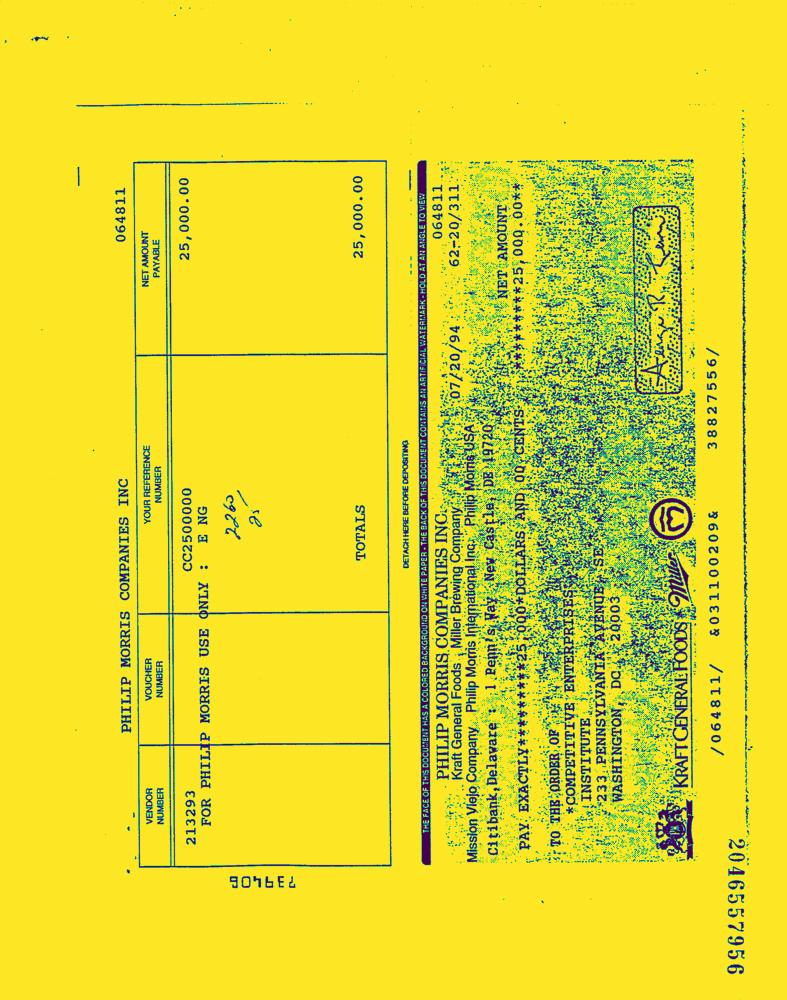 PHILIP MORRIS COMPANIES INC 064811
VENDOR NUMBER VOUCHER NUMBER YOUR REFERENCE NUMBER NET AMOUNT PAYABLE
213293 CC2500000 25,000.00
FOR PHILIP MORRIS USE ONLY : E NG
TOTALS 25,000.00
DETACH HERE BEFORE DEPOSITING
THE FACE OF THIS DOCUMENT HAS A COLORED BACKGROUND ON WHITE PAPER - THE BACK OF THIS DOCUMENT CONTAINS AN ARTIFICIAL WATERMARK - HOLD AT AN ANGLE TO VIEW
PHILIP MORRIS COMPANIES INC. 064811
Kraft General Foods Miller Brewing Company 07/20/94 62-20/311
Mission Viejo Company Philip Morris International Inc. Philip Morris USA
Citibank, Delaware : 1 Penn's Way New Castle, DE 19720 NET AMOUNT
PAY EXACTLY**********25,000*DOLLARS AND 00 CENTS *********25,000.00**
TO THE ORDER OF
*COMPETITIVE ENTERPRISES
INSTITUTE
233 PENNSYLVANIA AVENUE, SE
WASHINGTON, DC 20003
KRAFT GENERAL FOODS Miller
/064811/ &031100209& 38827556/
739406
2046557956